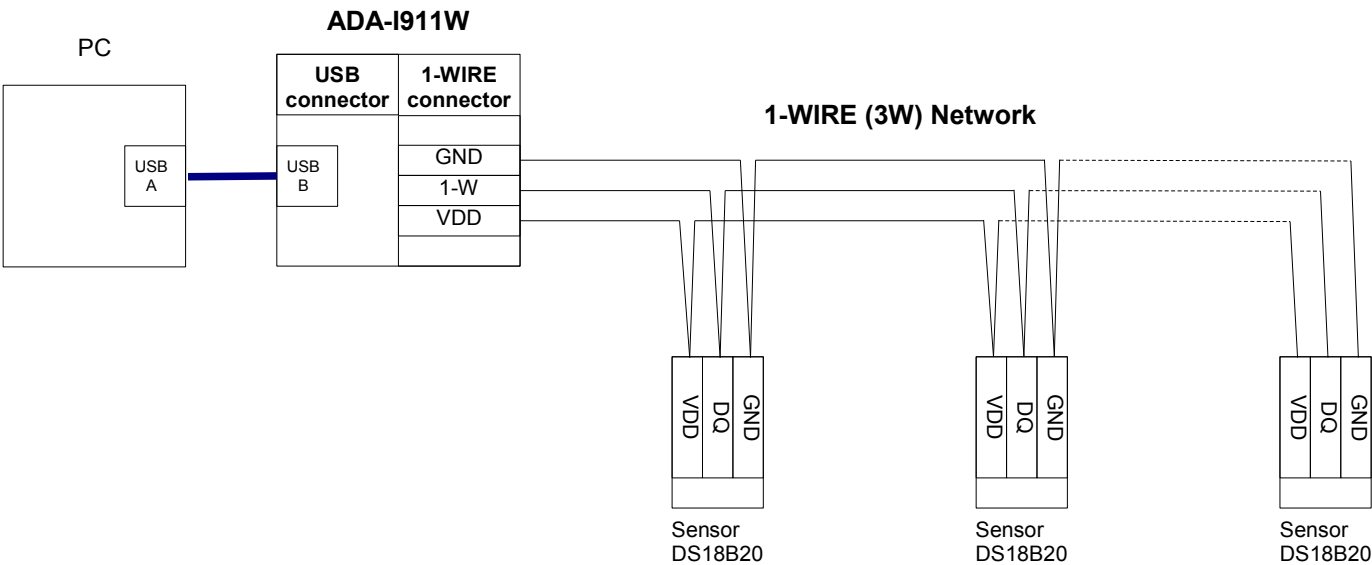 ADA-I911W
PC
USB
connector
1-WIRE
connector
1-WIRE (3W) Network
USB
A
USB
B
GND
1-W
VDD
VDD
DQ
GND
VDD
DQ
GND
VDD
DQ
GND
Sensor
DS18B20
Sensor
DS18B20
Sensor
DS18B20